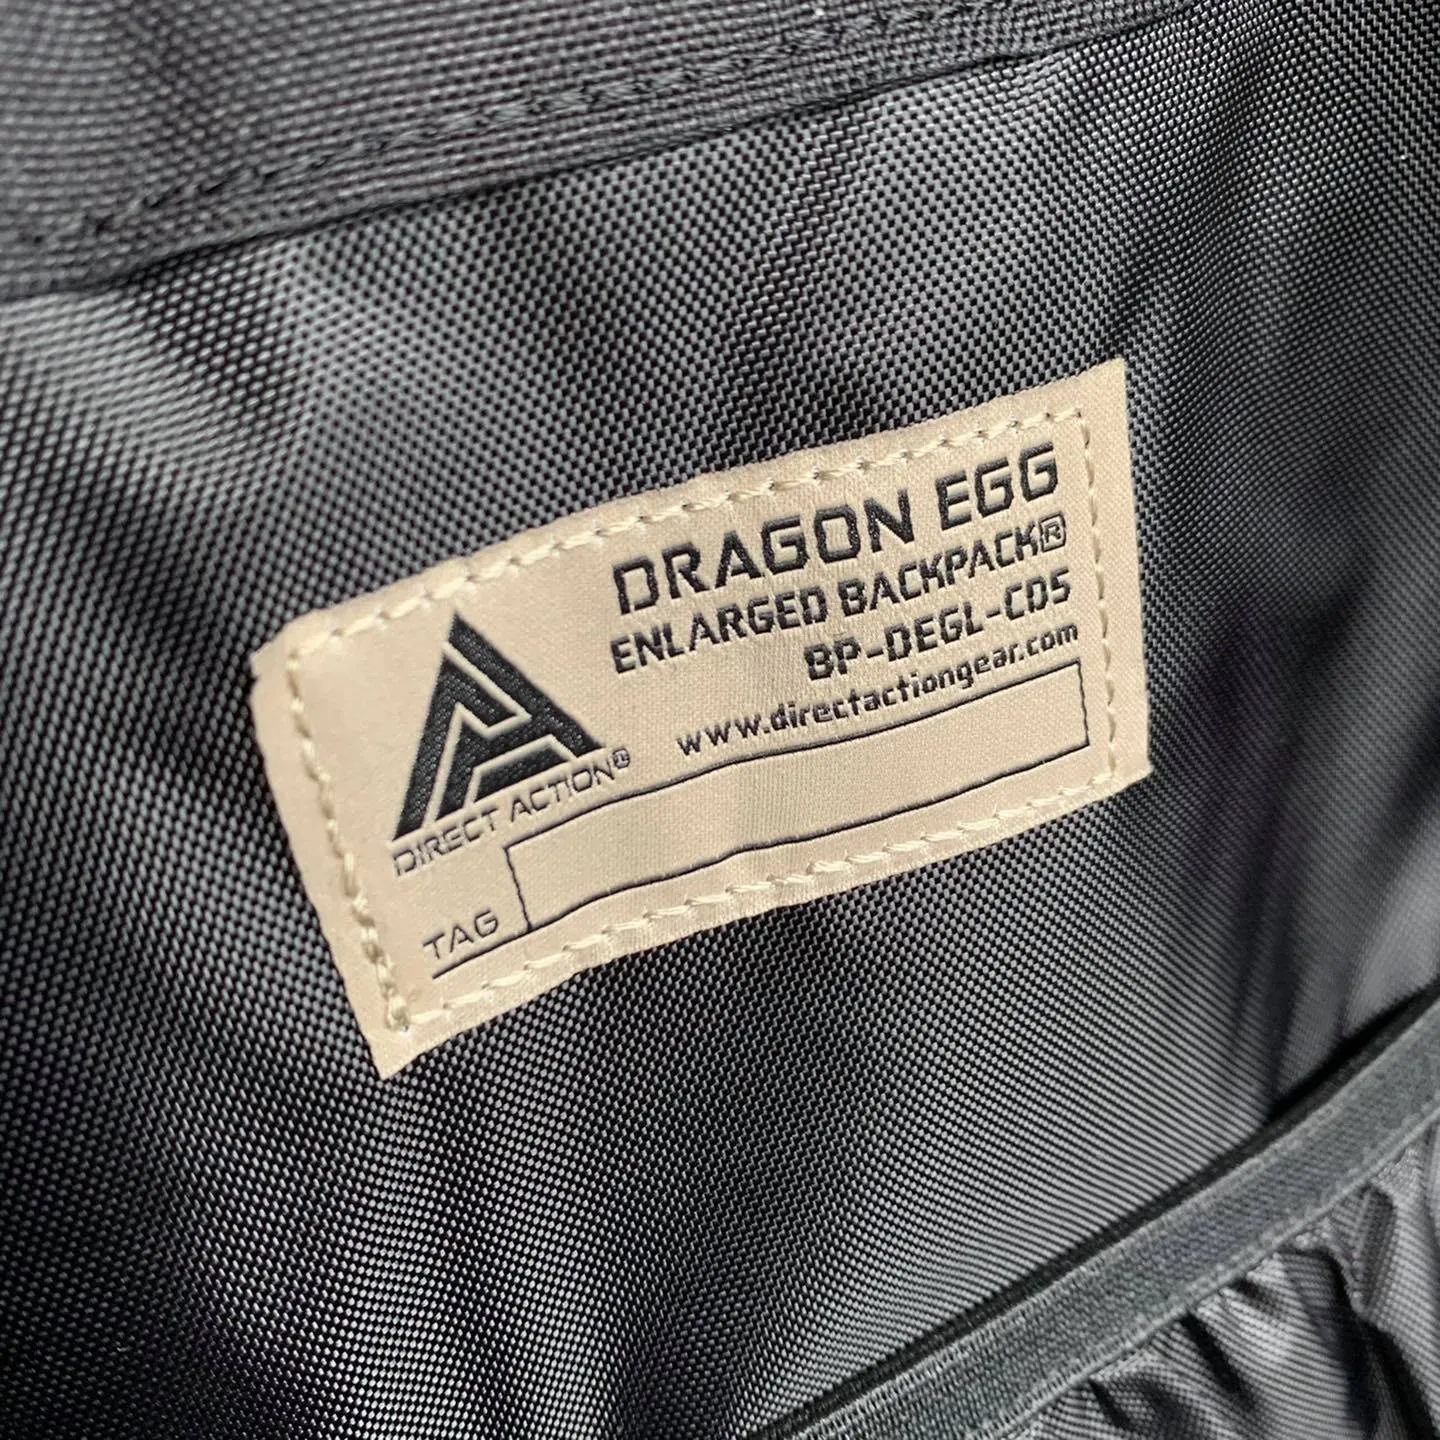 DRAGON EGG
ENLARGED BACKPACK®
BP-DEGL-CD5
www.directactiongear.com
DIRECT ACTION®
TAG